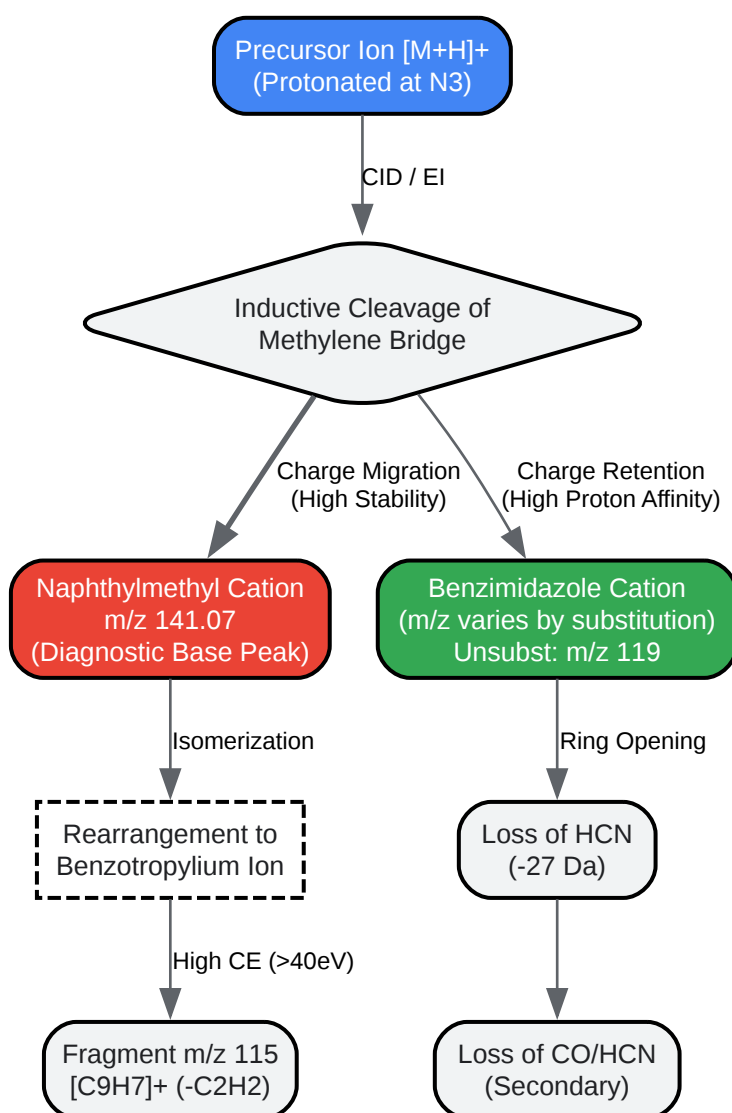 Precursor Ion [M+H]+
(Protonated at N3)
CID / EI
Inductive Cleavage of
Methylene Bridge
Charge Migration
(High Stability)
Charge Retention
(High Proton Affinity)
Naphthylmethyl Cation
m/z 141.07
(Diagnostic Base Peak)
Benzimidazole Cation
(m/z varies by substitution)
Unsubst: m/z 119
Isomerization
Ring Opening
Rearrangement to
Benzotropylium Ion
Loss of HCN
(-27 Da)
High CE (>40eV)
Fragment m/z 115
[C9H7]+ (-C2H2)
Loss of CO/HCN
(Secondary)